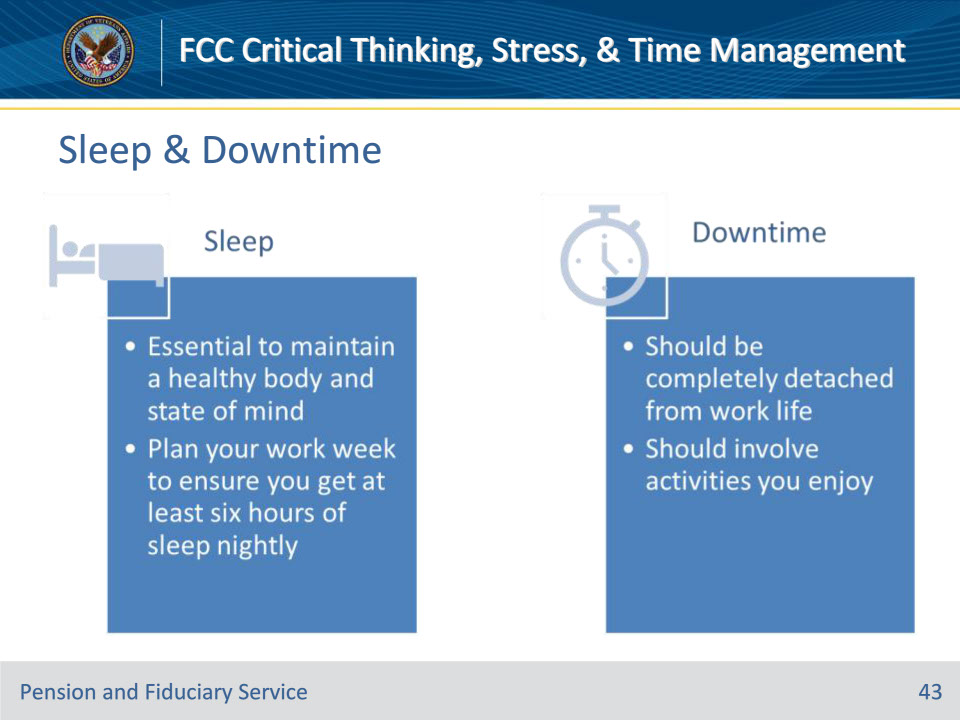 FCC Critical Thinking, Stress, & Time Management
Sleep & Downtime
Sleep
• Essential to maintain
a healthy body and
state of mind
• Plan your work week
to ensure you get at
least six hours of
sleep nightly
Downtime
• Should be
completely detached
from work life
• Should involve
activities you enjoy
Pension and Fiduciary Service
43